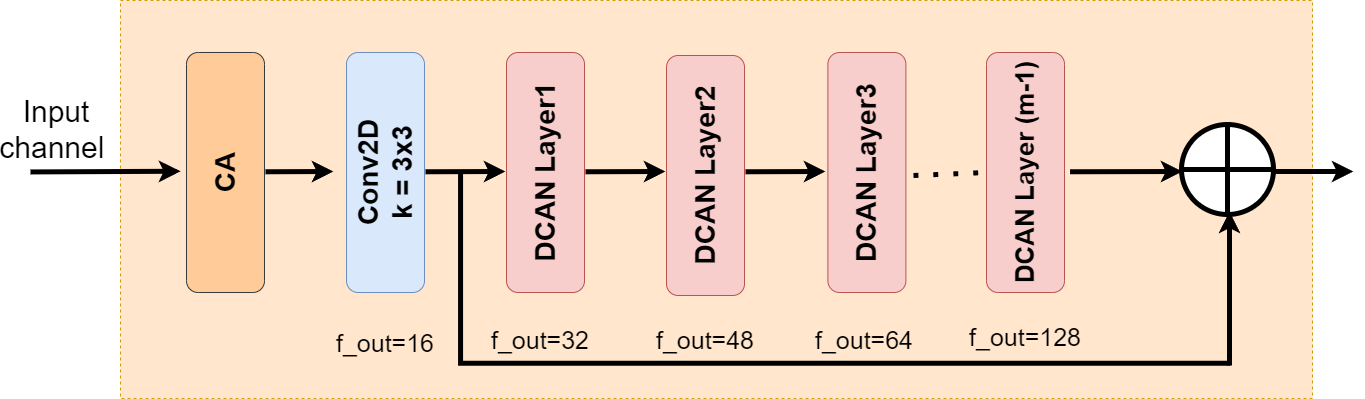 Input
channel
CA
Conv2D
k = 3x3
DCAN Layer1
DCAN Layer2
DCAN Layer3
DCAN Layer (m-1)
f_out=16
f_out=32
f_out=48
f_out=64
f_out=128